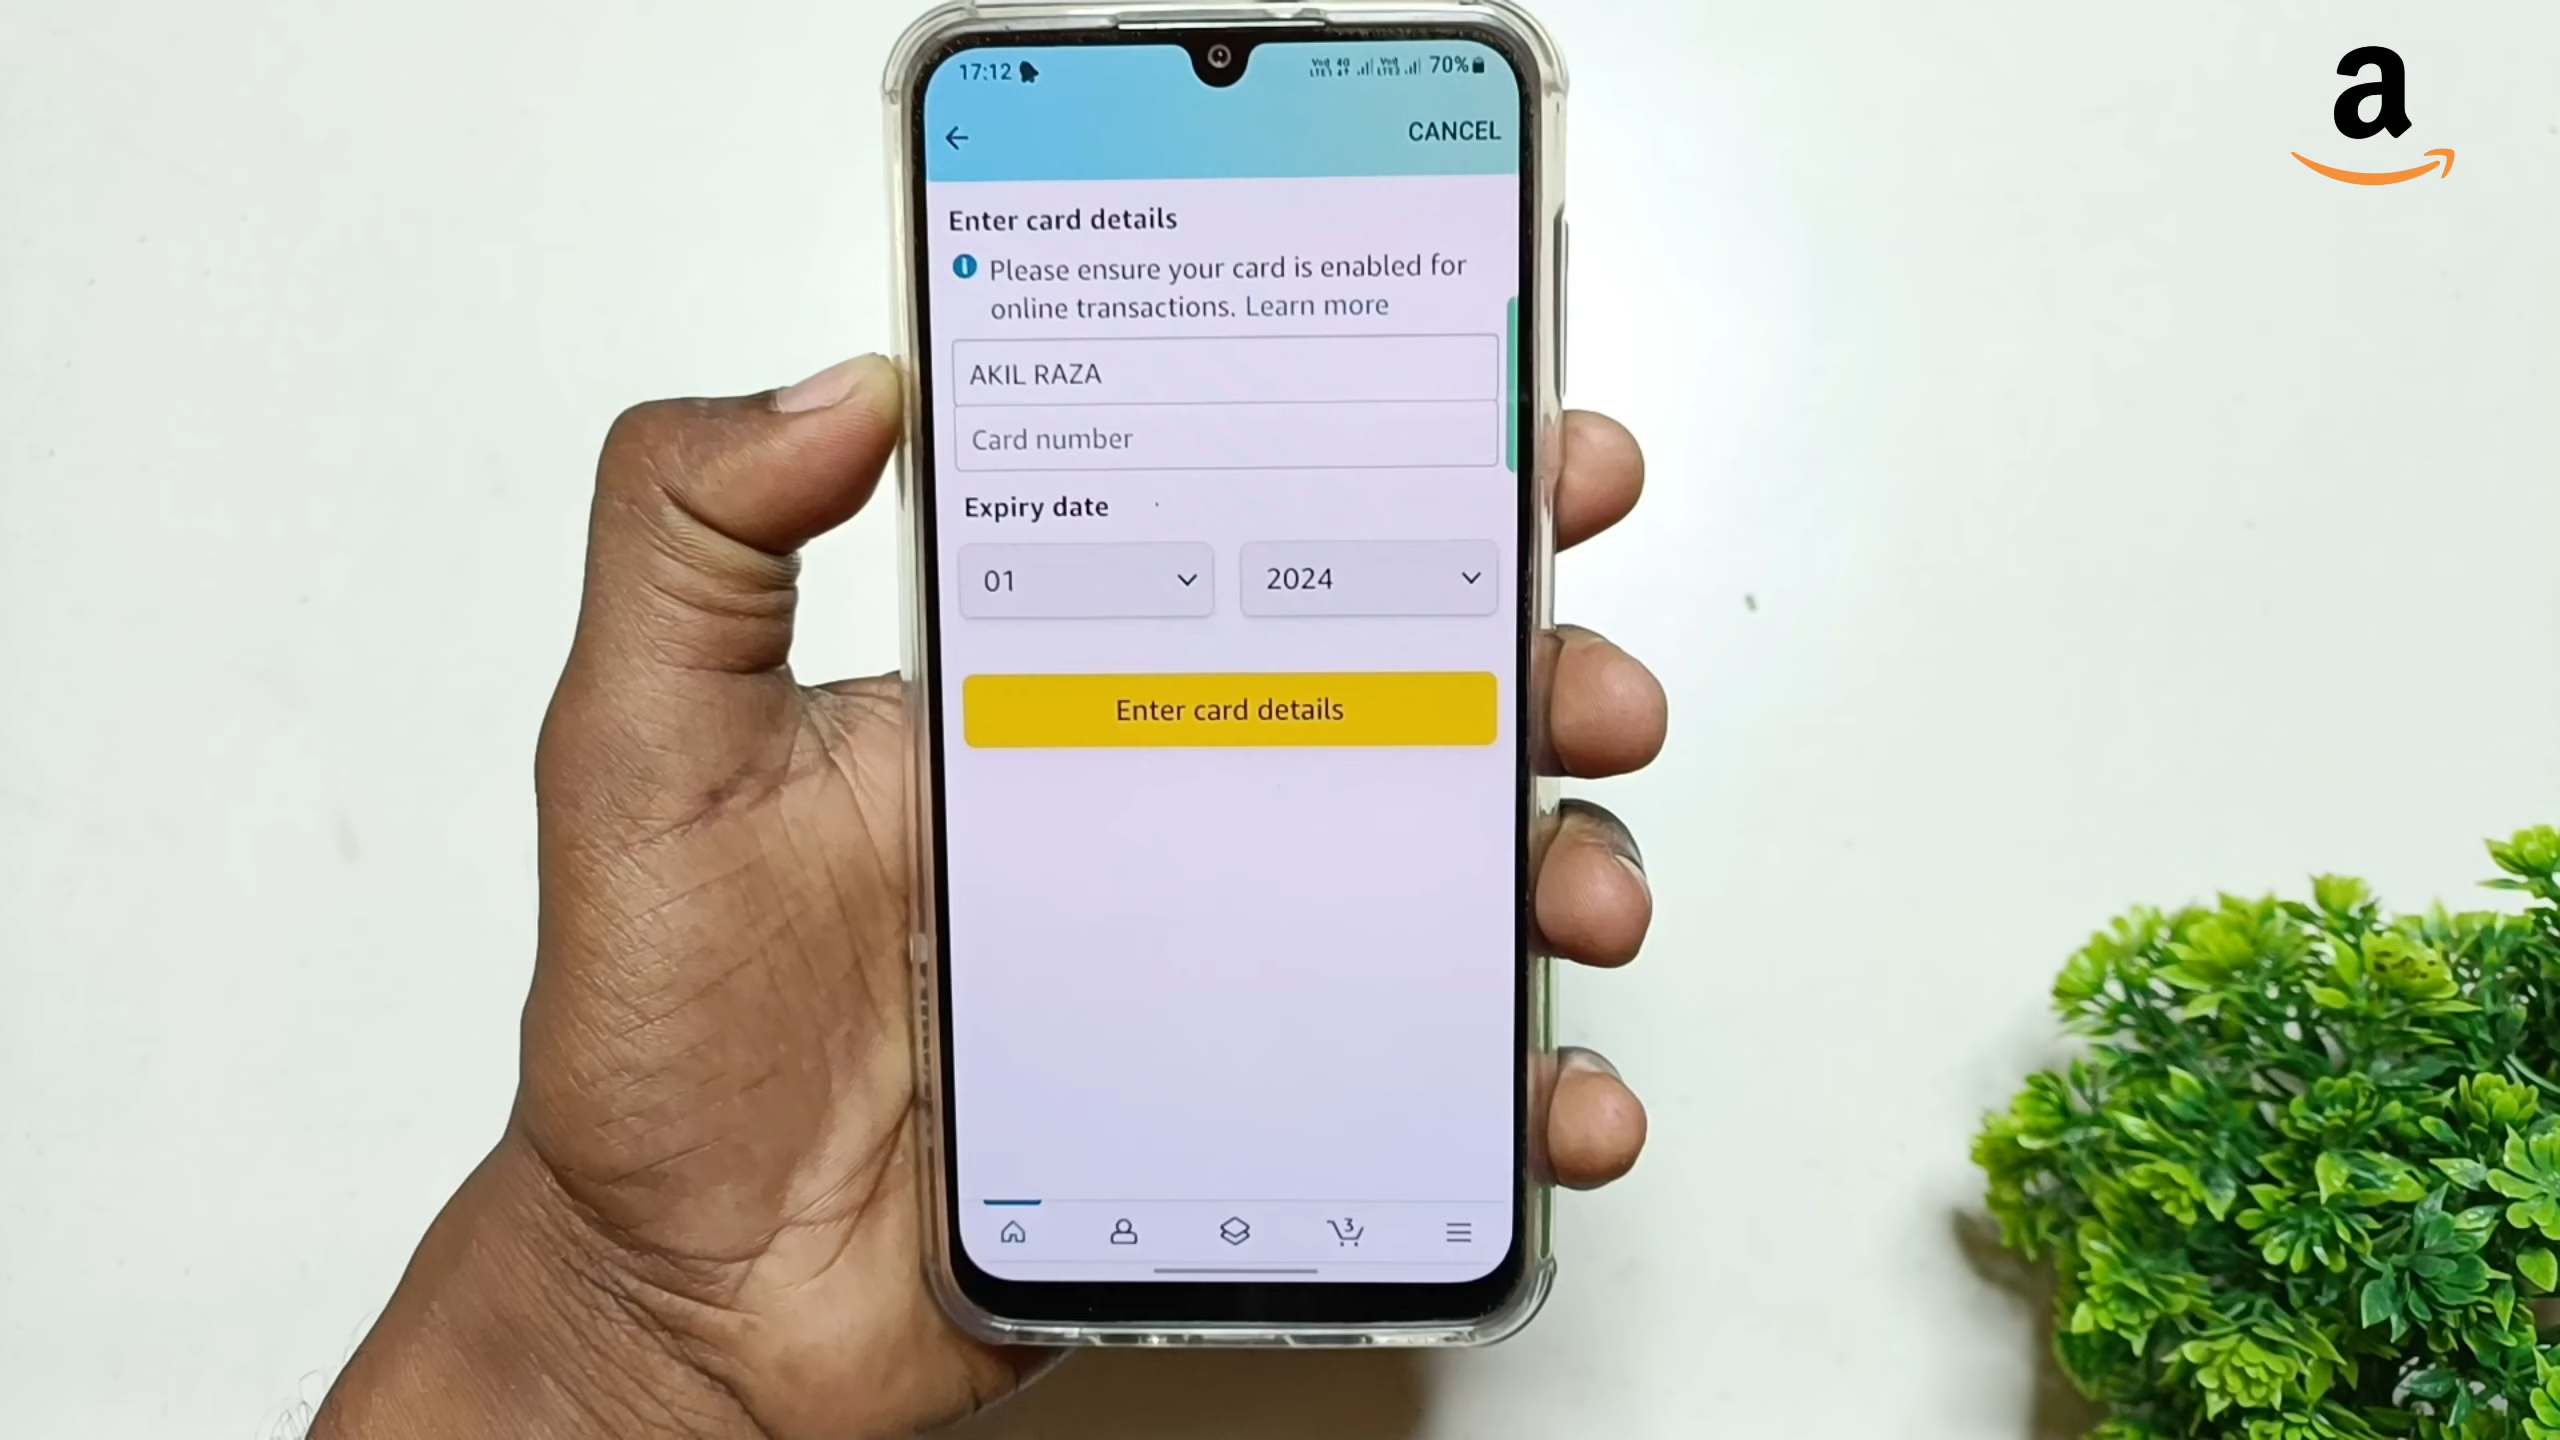 a
17:12
70%
CANCEL
Enter card details
Please ensure your card is enabled for
online transactions. Learn more
AKIL RAZA
Card number
Expiry date
01
2024
Enter card details
3